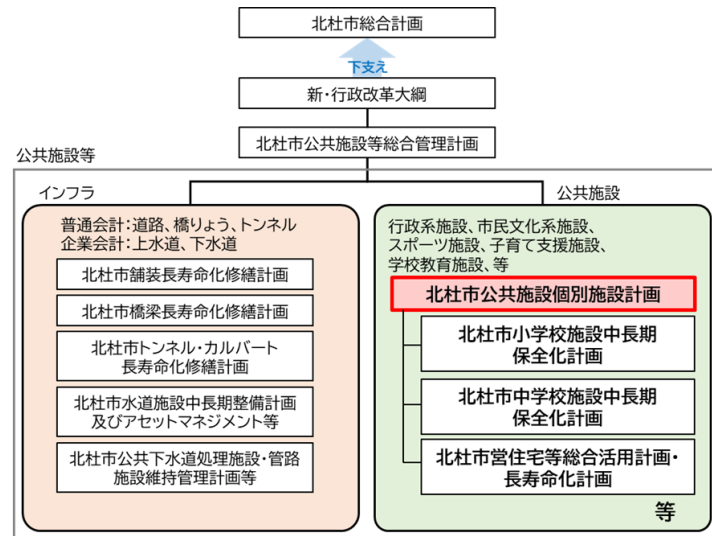 北杜市総合計画
下支え
新・行政改革大綱
北杜市公共施設等総合管理計画
公共施設等
インフラ
普通会計：道路、橋りょう、トンネル
企業会計：上水道、下水道
北杜市舗装長寿命化修繕計画
北杜市橋梁長寿命化修繕計画
北杜市トンネル・カルバート
長寿命化修繕計画
北杜市水道施設中長期整備計画
及びアセットマネジメント等
北杜市公共下水道処理施設・管路
施設維持管理計画等
公共施設
行政系施設、市民文化系施設、
スポーツ施設、子育て支援施設、
学校教育施設、等
北杜市公共施設個別施設計画
北杜市小学校施設中長期
保全化計画
北杜市中学校施設中長期
保全化計画
北杜市営住宅等総合活用計画・
長寿命化計画
等